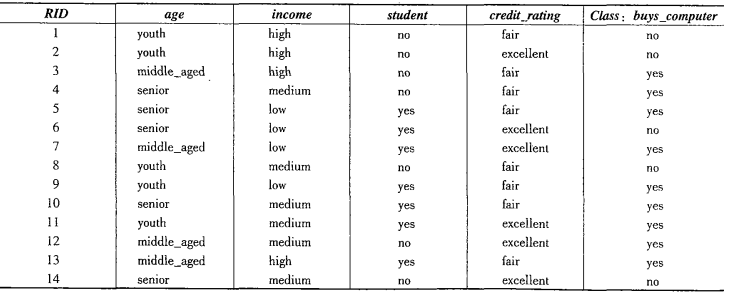 RID age income student credit_rating Class: buys_computer
1 youth high no fair no
2 youth high no excellent no
3 middle_aged high no fair yes
4 senior medium no fair yes
5 senior low yes fair yes
6 senior low yes excellent no
7 middle_aged low yes excellent yes
8 youth medium no fair no
9 youth low yes fair yes
10 senior medium yes fair yes
11 youth medium yes excellent yes
12 middle_aged medium no excellent yes
13 middle_aged high yes fair yes
14 senior medium no excellent no